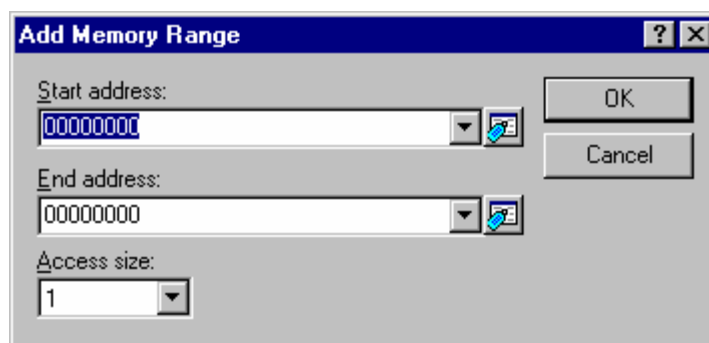 Add Memory Range
Start address:
00000000
End address:
00000000
Access size:
1
OK
Cancel